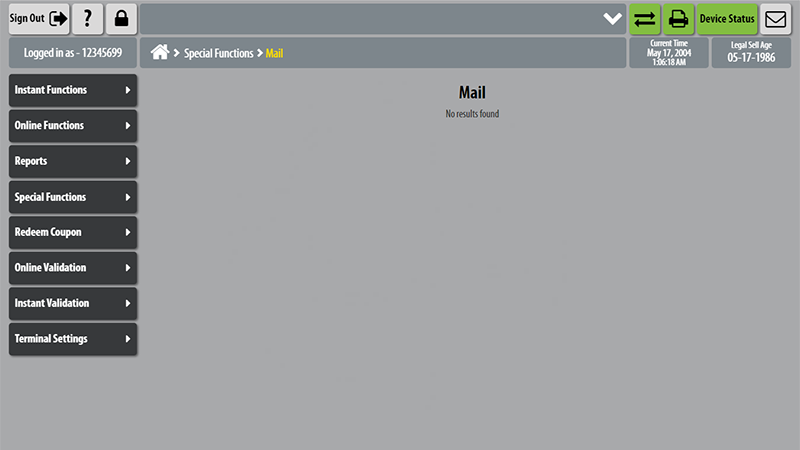 Sign Out
?
Device Status
Logged in as - 12345699
Special Functions
Mail
Current Time
May 17, 2004
1:06:18 AM
Legal Sell Age
05-17-1986
Instant Functions
Online Functions
Reports
Special Functions
Redeem Coupon
Online Validation
Instant Validation
Terminal Settings
Mail
No results found